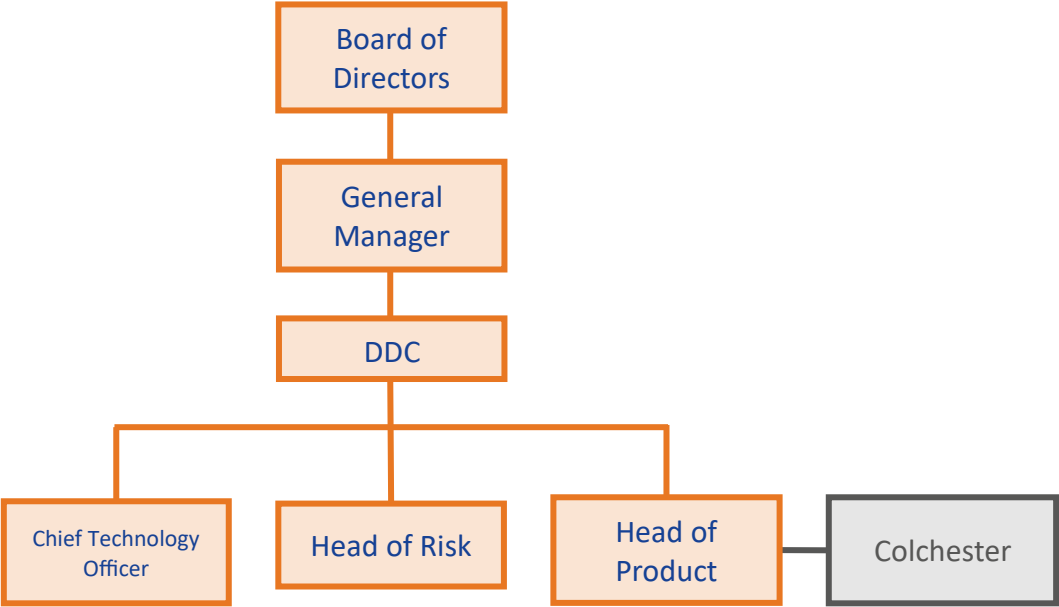 Board of
Directors
General
Manager
DDC
Chief Technology
Officer
Head of Risk
Head of
Product
Colchester